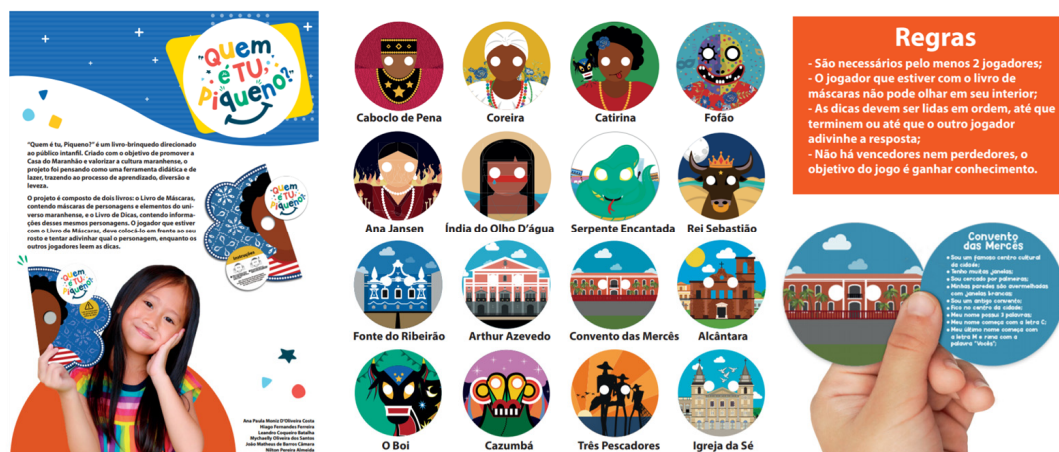 Quem
é TU,
Piqueno?
"Quem é tu, Piqueno?" é um livro-brinquedo direcionado
ao público intanfil. Criado com o objetivo de promover a
Casa do Maranhão e valorizar a cultura maranhense, o
projeto foi pensando como uma ferramenta didática e de
lazer, trazendo ao processo de aprendizado, diversão e
leveza.
O projeto é composto de dois livros: o Livro de Máscaras,
contendo máscaras de personagens e elementos do uni-
verso maranhense, e o Livro de Dicas, contendo informa-
ções desses mesmos personagens. O jogador que estiver
com o Livro de Máscaras, deve colocá-lo em frente ao seu
rosto e tentar adivinhar qual o personagem, enquanto os
outros jogadores leem as dicas.
Quem
é TU,
Piqueno?
Instruções
Quem
é TU,
Piqueno?
Ana Paula Moniz D'Oliveira Costa
Hiago Fernandes Ferreira
Leandro Coqueiro Batalha
Mychaelly Oliveira dos Santos
João Matheus de Barros Câmara
Nilton Pereira Almeida
Caboclo de Pena
Coreira
Catirina
Fofão
Ana Jansen
Índia do Olho D'água
Serpente Encantada
Rei Sebastião
Fonte do Ribeirão
Arthur Azevedo
Convento das Mercês
Alcântara
O Boi
Cazumbá
Três Pescadores
Igreja da Sé
Regras
- São necessários pelo menos 2 jogadores;
- O jogador que estiver com o livro de
máscaras não pode olhar em seu interior;
- As dicas devem ser lidas em ordem, até que
terminem ou até que o outro jogador
adivinhe a resposta;
- Não há vencedores nem perdedores, o
objetivo do jogo é ganhar conhecimento.
Convento
das Mercês
• Sou um famoso centro cultural
da cidade;
• Tenho muitas janelas;
• Sou cercado por palmeiras;
• Minhas paredes são avermelhadas
com janelas brancas;
• Sou um antigo convento;
• Fico no centro da cidade;
• Meu nome possui 3 palavras;
• Meu nome começa com a letra C;
• Meu último nome começa com
a letra M e rima com a
palavra "Vocês";